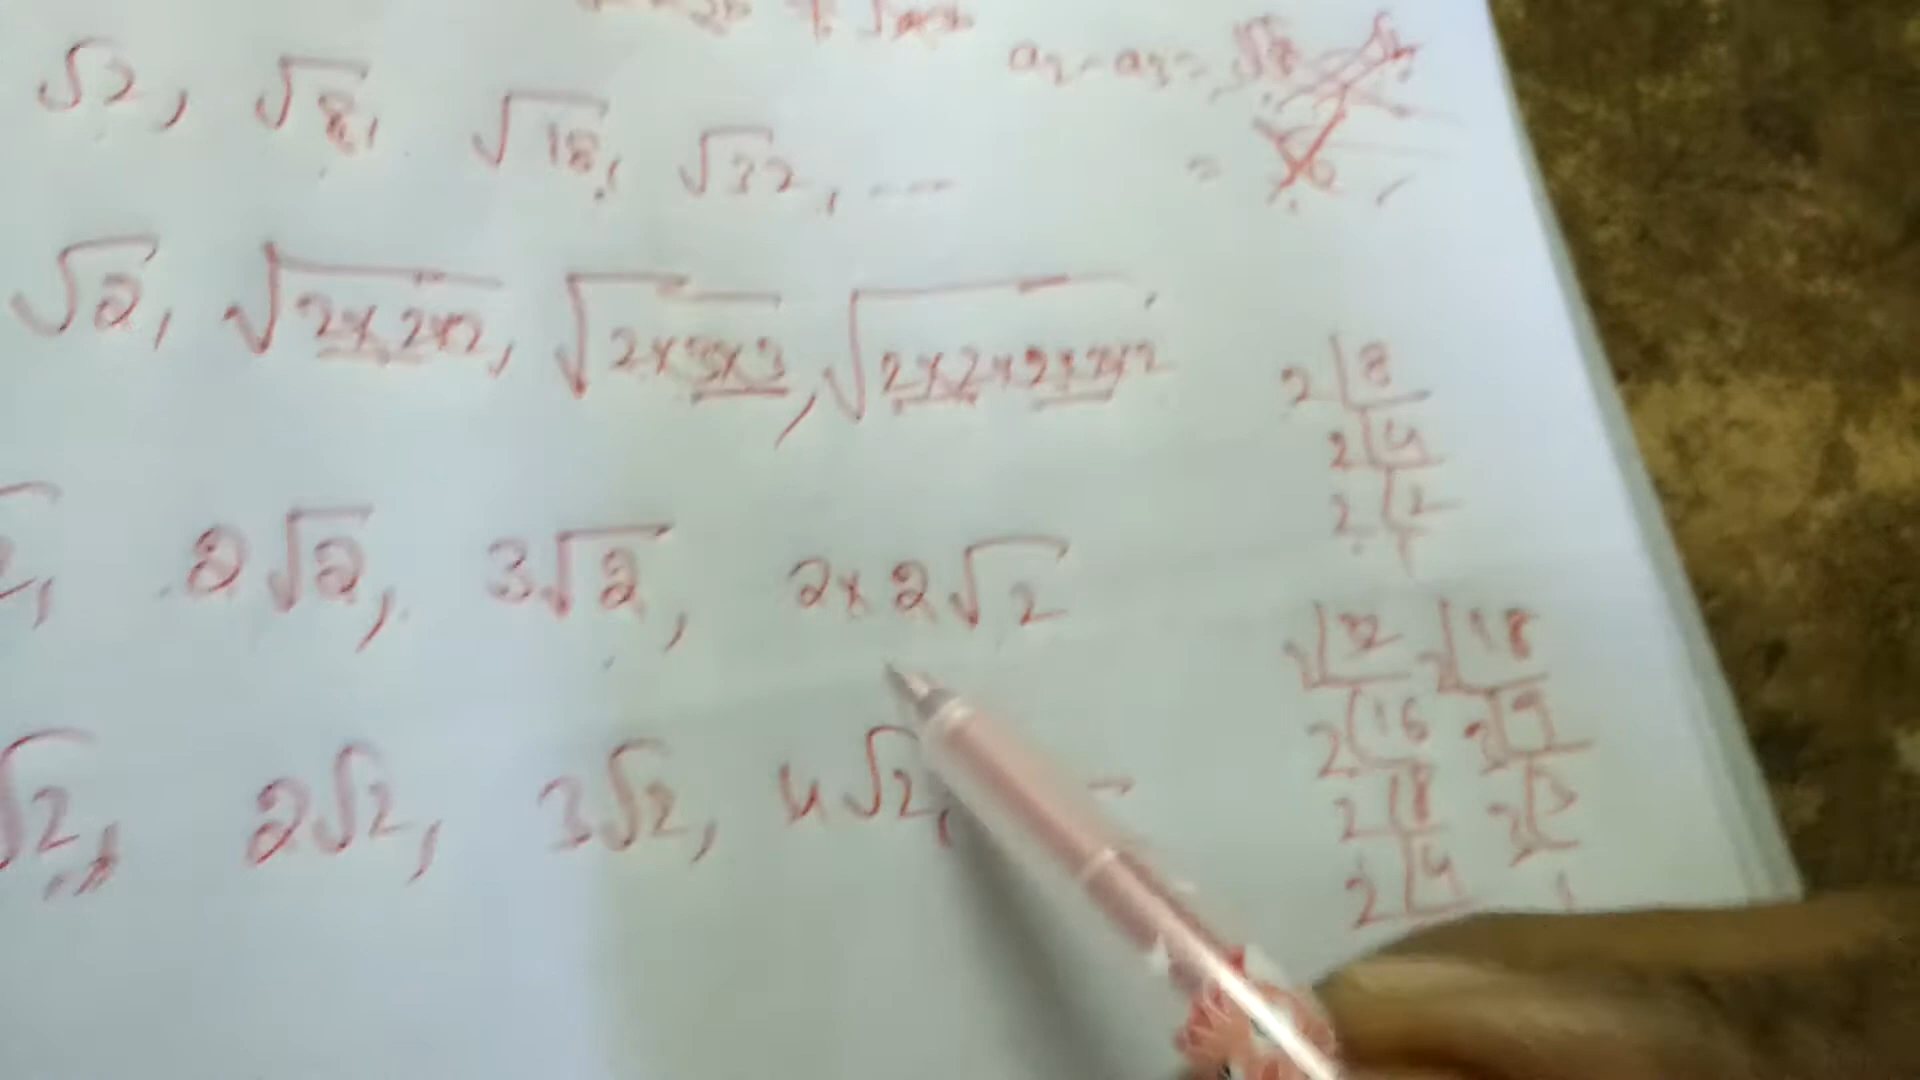 √2, √8, √18, √32, ...
√2, √2×2×2, √2×3×3, √2×2×2×2×2
2√2, 3√2, 2×2√2
√2, 2√2, 3√2, 4√2, -
2 | 8
2 | 4
2 | 2
1
2 | 32
2 | 16
2 | 8
2 | 4
2 | 18
3 | 9
3 | 3
1